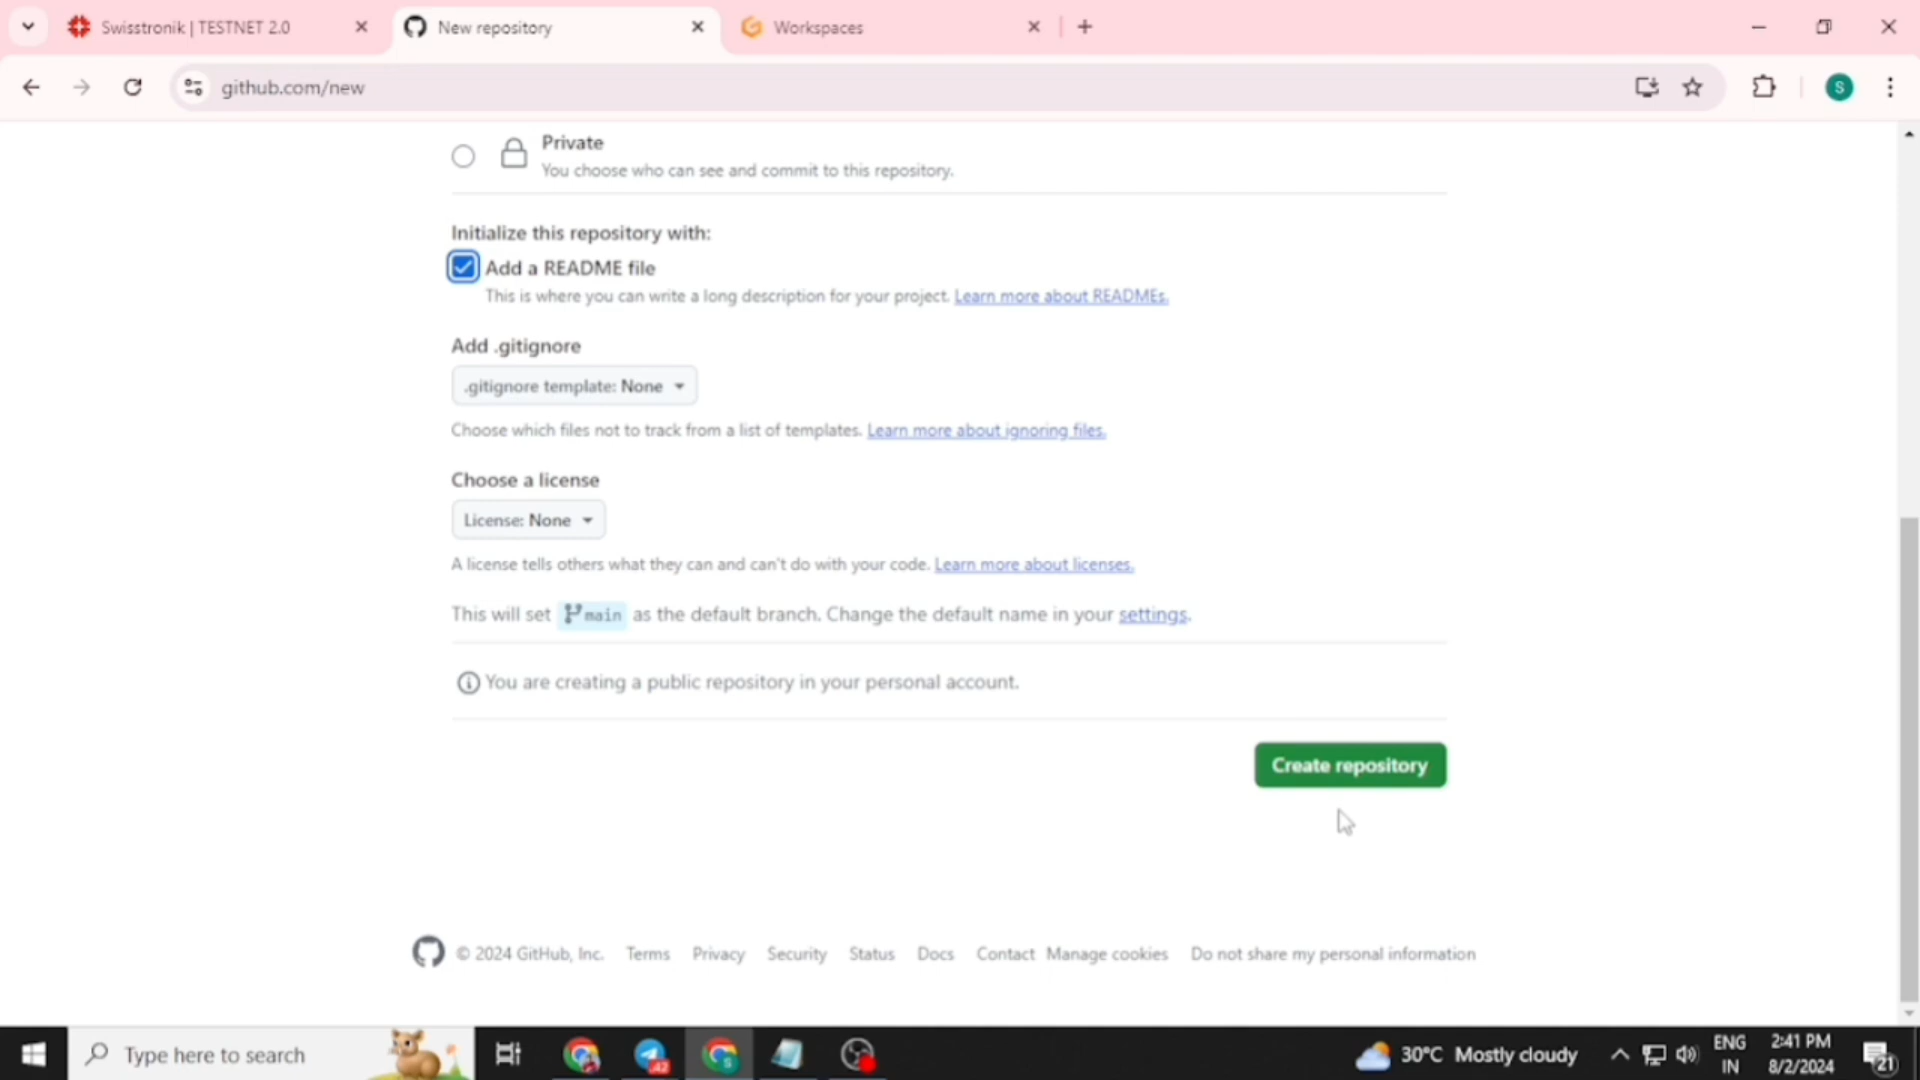 Swisstronik | TESTNET 2.0
New repository
Workspaces
github.com/new
S
Private
You choose who can see and commit to this repository.
Initialize this repository with:
Add a README file
This is where you can write a long description for your project. Learn more about READMEs.
Add .gitignore
.gitignore template: None
Choose which files not to track from a list of templates. Learn more about ignoring files.
Choose a license
License: None
A license tells others what they can and can't do with your code. Learn more about licenses.
This will set main as the default branch. Change the default name in your settings.
You are creating a public repository in your personal account.
Create repository
© 2024 GitHub, Inc. Terms Privacy Security Status Docs Contact Manage cookies Do not share my personal information
Type here to search
42
S
30°C Mostly cloudy
ENG
IN
2:41 PM
8/2/2024
21